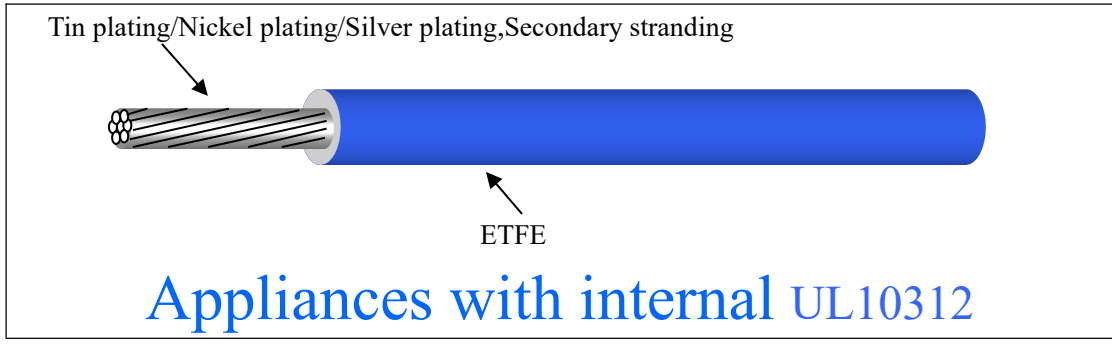 Tin plating/Nickel plating/Silver plating,Secondary stranding
ETFE
Appliances with internal UL10312